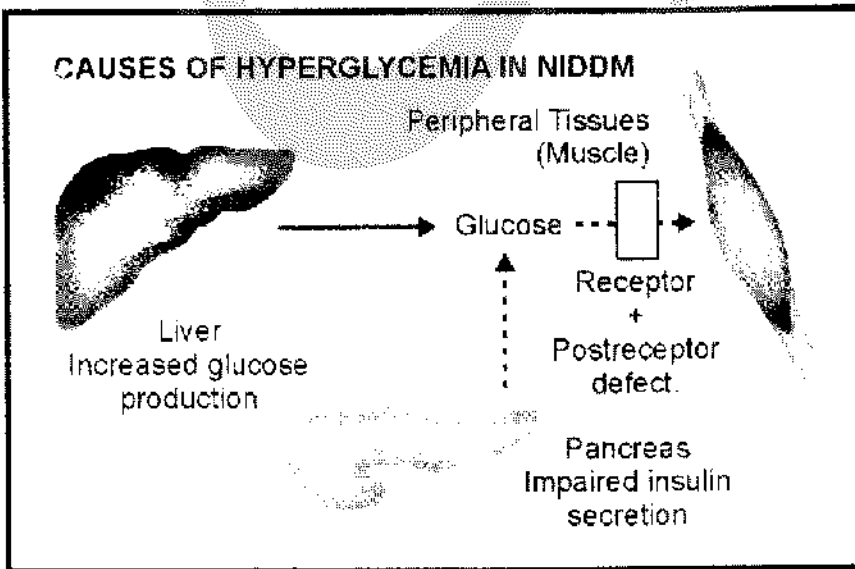 CAUSES OF HYPERGLYCEMIA IN NIDDM
Peripheral Tissues
(Muscle)
Glucose
Receptor
+
Postreceptor
defect.
Liver
Increased glucose
production
Pancreas
Impaired insulin
secretion